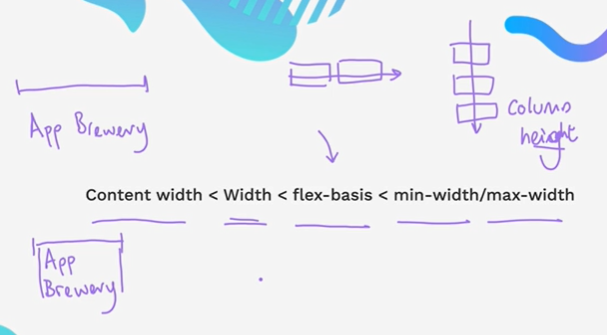 App Brewery
Column
height
Content width < Width < flex-basis < min-width/max-width
App
Brewery